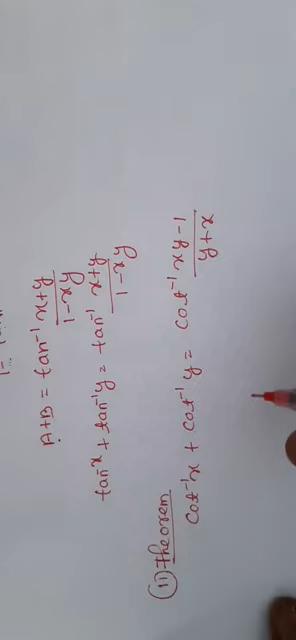 A+B = tan⁻¹ x+y / 1-xy
tan⁻¹x + tan⁻¹y = tan⁻¹ x+y / 1-xy
(ii) Theorem
cot⁻¹x + cot⁻¹y = cot⁻¹ xy-1 / y+x